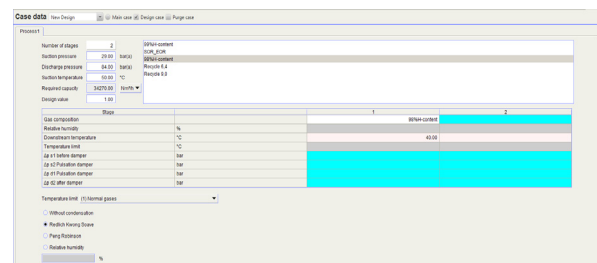 Case data New Design Main case Design case Purge case
Process1
Number of stages 2
Suction pressure 29.00 bar(a)
Discharge pressure 84.00 bar(a)
Suction temperature 50.00 °C
Required capacity 34270.00 Nm³/h
Design value 1.00
99%H-content
SOR_EOR
99%H-content
Recycle 6.4
Recycle 8.8
Stage 1 2
Gas composition 99%H-content
Relative humidity %
Downstream temperature °C 40.00
Temperature limit °C
Δp s1 before damper bar
Δp s2 Pulsation damper bar
Δp d1 Pulsation damper bar
Δp d2 after damper bar
Temperature limit (1) Normal gases
Without condensation
Redlich Kwong Soave
Peng Robinson
Relative humidity
%